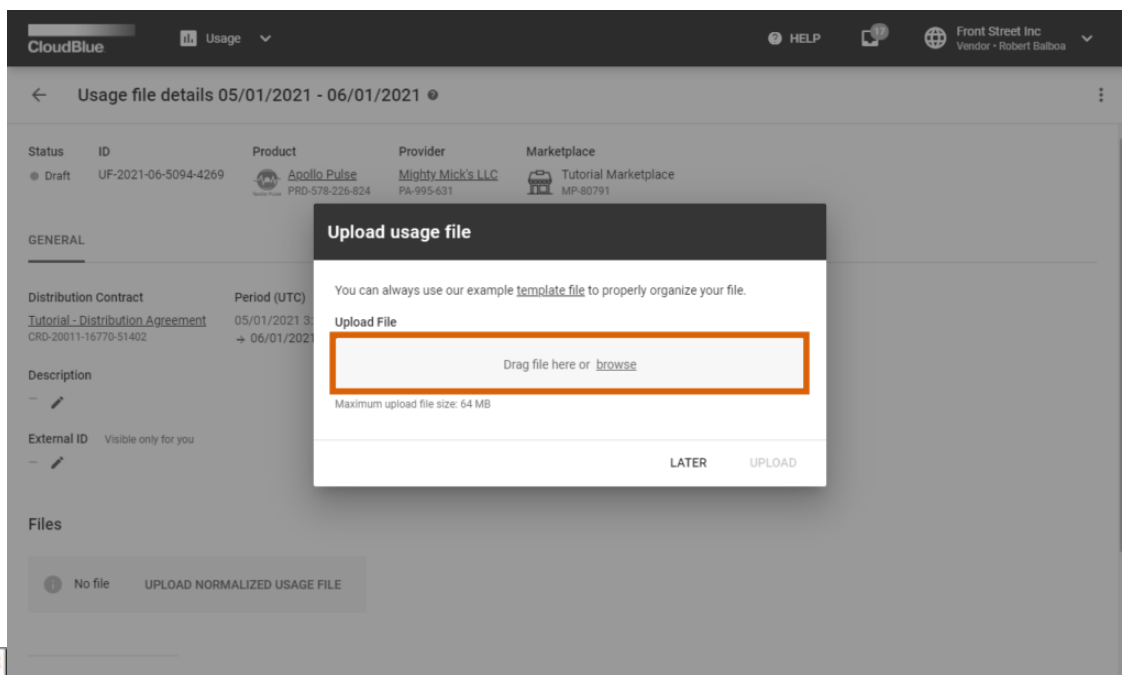 CloudBlue
Usage
HELP
17
Front Street Inc
Vendor • Robert Balboa
Usage file details 05/01/2021 - 06/01/2021
Status
ID
Product
Provider
Marketplace
Draft
UF-2021-06-5094-4269
Apollo Pulse
PRD-578-226-824
Mighty Mick's LLC
PA-995-631
Tutorial Marketplace
MP-80791
GENERAL
Distribution Contract
Period (UTC)
Tutorial - Distribution Agreement
CRD-20011-16770-51402
05/01/2021 3:
→ 06/01/2021
Description
–
External ID Visible only for you
–
Files
No file
UPLOAD NORMALIZED USAGE FILE
Upload usage file
You can always use our example template file to properly organize your file.
Upload File
Drag file here or browse
Maximum upload file size: 64 MB
LATER
UPLOAD